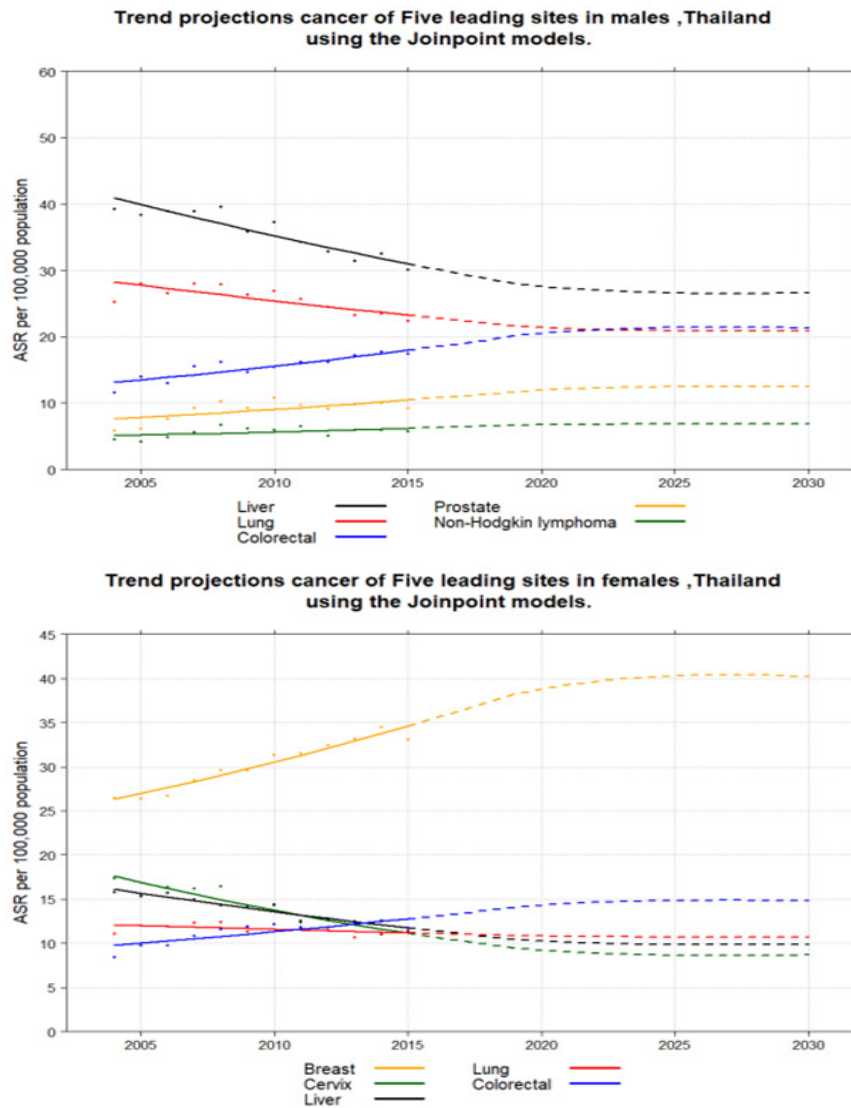 Trend projections cancer of Five leading sites in males ,Thailand
using the Joinpoint models.
ASR per 100,000 population
60
50
40
30
20
10
0
2005 2010 2015 2020 2025 2030
Liver Prostate
Lung Non-Hodgkin lymphoma
Colorectal
Trend projections cancer of Five leading sites in females ,Thailand
using the Joinpoint models.
ASR per 100,000 population
45
40
35
30
25
20
15
10
5
0
2005 2010 2015 2020 2025 2030
Breast Lung
Cervix Colorectal
Liver